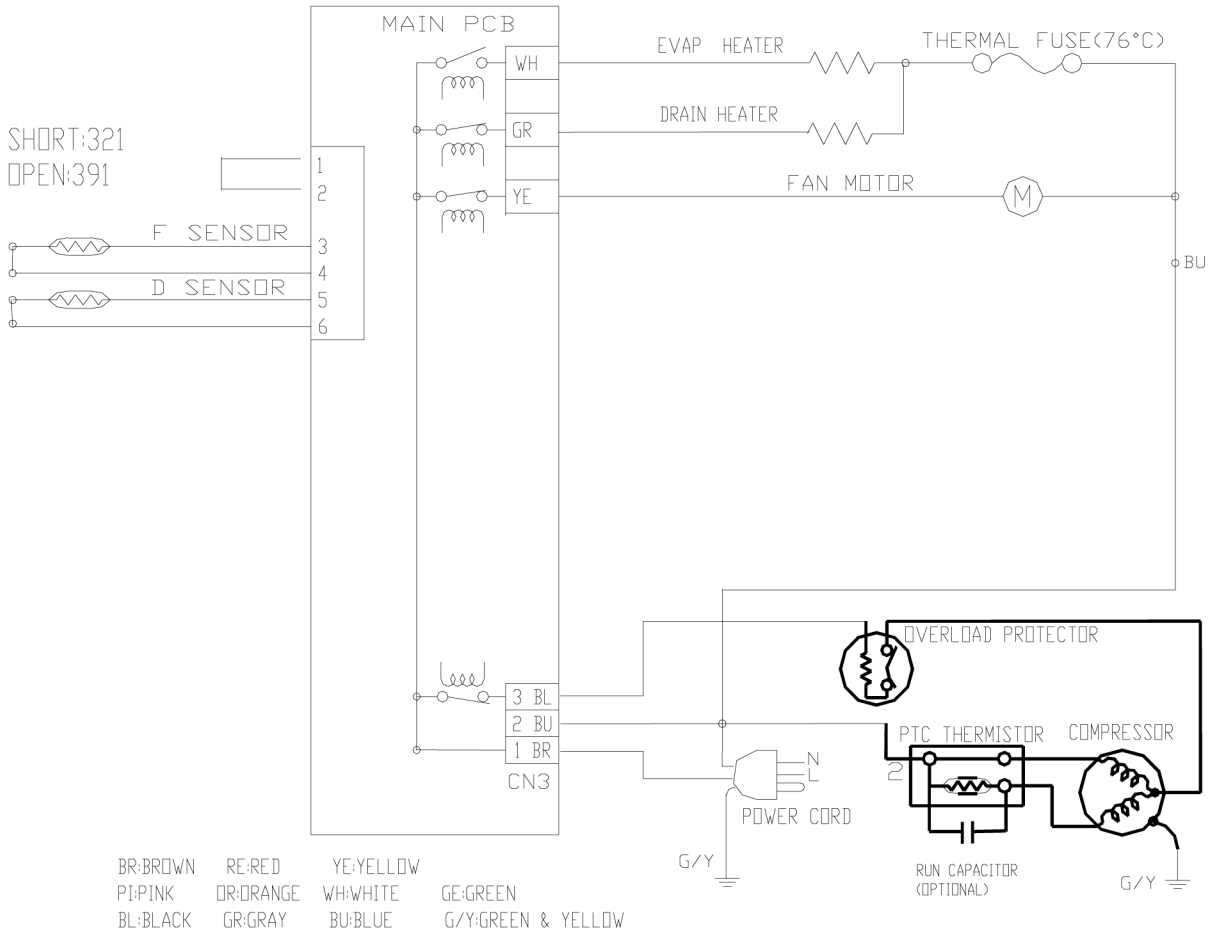 MAIN PCB
EVAP HEATER
THERMAL FUSE(76°C)
WH
DRAIN HEATER
GR
SHORT:321
OPEN:391
1
2
FAN MOTOR
YE
M
F SENSOR
3
4
BU
D SENSOR
5
6
OVERLOAD PROTECTOR
3 BL
2 BU
1 BR
CN3
PTC THERMISTOR
COMPRESSOR
2
N
L
POWER CORD
G/Y
RUN CAPACITOR
(OPTIONAL)
G/Y
BR:BROWN RE:RED YE:YELLOW
PI:PINK OR:ORANGE WH:WHITE GE:GREEN
BL:BLACK GR:GRAY BU:BLUE G/Y:GREEN & YELLOW